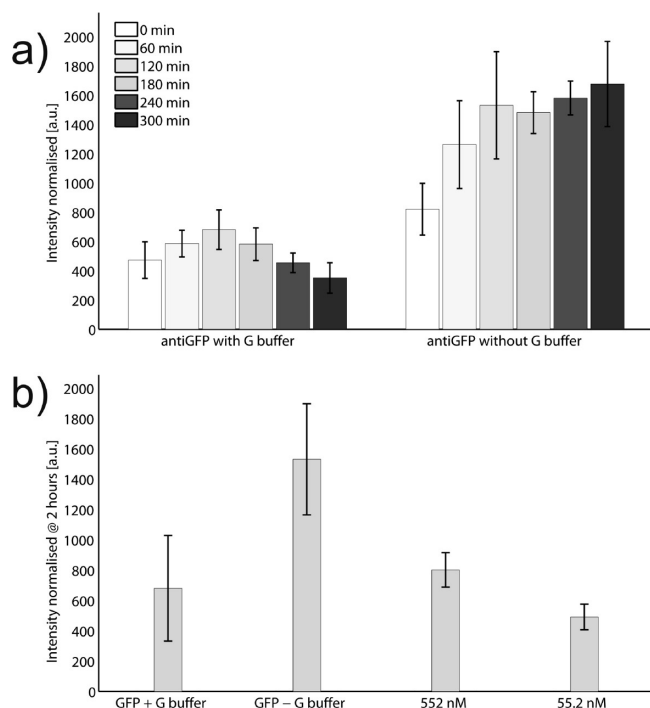 a)
Intensity normalised [a.u.]
2000
1800
1600
1400
1200
1000
800
600
400
200
0
0 min
60 min
120 min
180 min
240 min
300 min
antiGFP with G buffer
antiGFP without G buffer
b)
Intensity normalised @ 2 hours [a.u.]
2000
1800
1600
1400
1200
1000
800
600
400
200
0
GFP + G buffer
GFP – G buffer
552 nM
55.2 nM